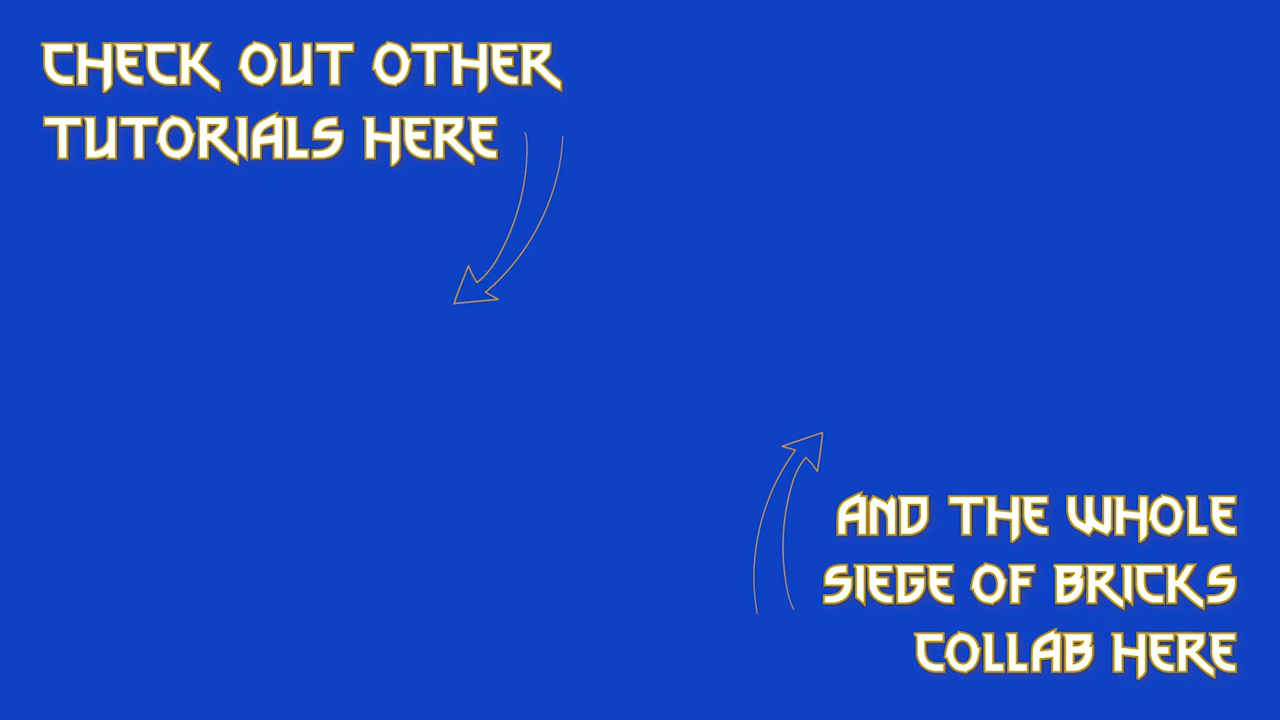 CHECK OUT OTHER
TUTORIALS HERE
AND THE WHOLE
SIEGE OF BRICKS
COLLAB HERE